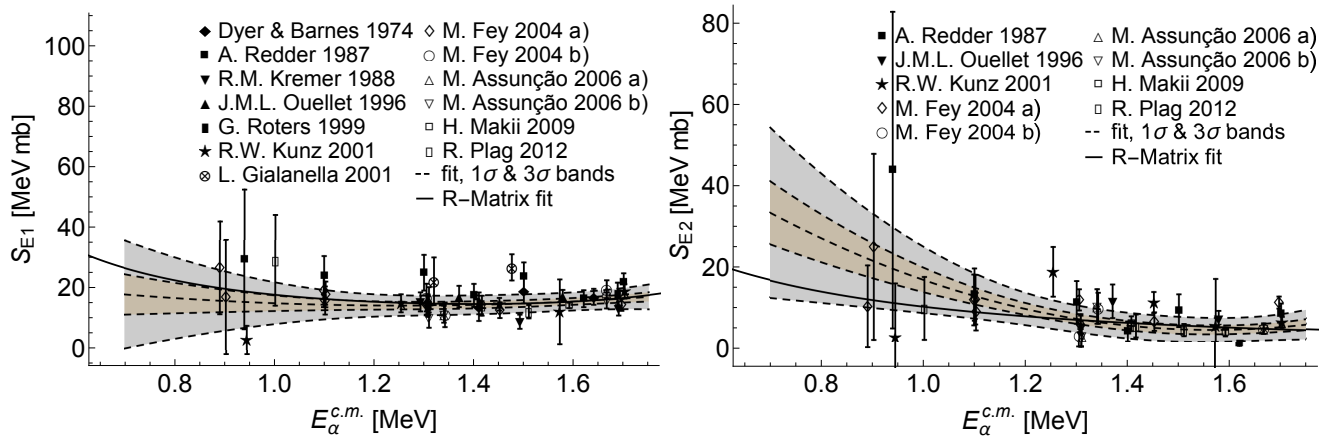 S_E1 [MeV mb]
100
80
60
40
20
0
Dyer & Barnes 1974
A. Redder 1987
R.M. Kremer 1988
J.M.L. Ouellet 1996
G. Roters 1999
R.W. Kunz 2001
L. Gialanella 2001
M. Fey 2004 a)
M. Fey 2004 b)
M. Assunção 2006 a)
M. Assunção 2006 b)
H. Makii 2009
R. Plag 2012
fit, 1σ & 3σ bands
R−Matrix fit
0.8 1.0 1.2 1.4 1.6
E_α^c.m. [MeV]
S_E2 [MeV mb]
80
60
40
20
0
A. Redder 1987
J.M.L. Ouellet 1996
R.W. Kunz 2001
M. Fey 2004 a)
M. Fey 2004 b)
M. Assunção 2006 a)
M. Assunção 2006 b)
H. Makii 2009
R. Plag 2012
fit, 1σ & 3σ bands
R−Matrix fit
0.8 1.0 1.2 1.4 1.6
E_α^c.m. [MeV]